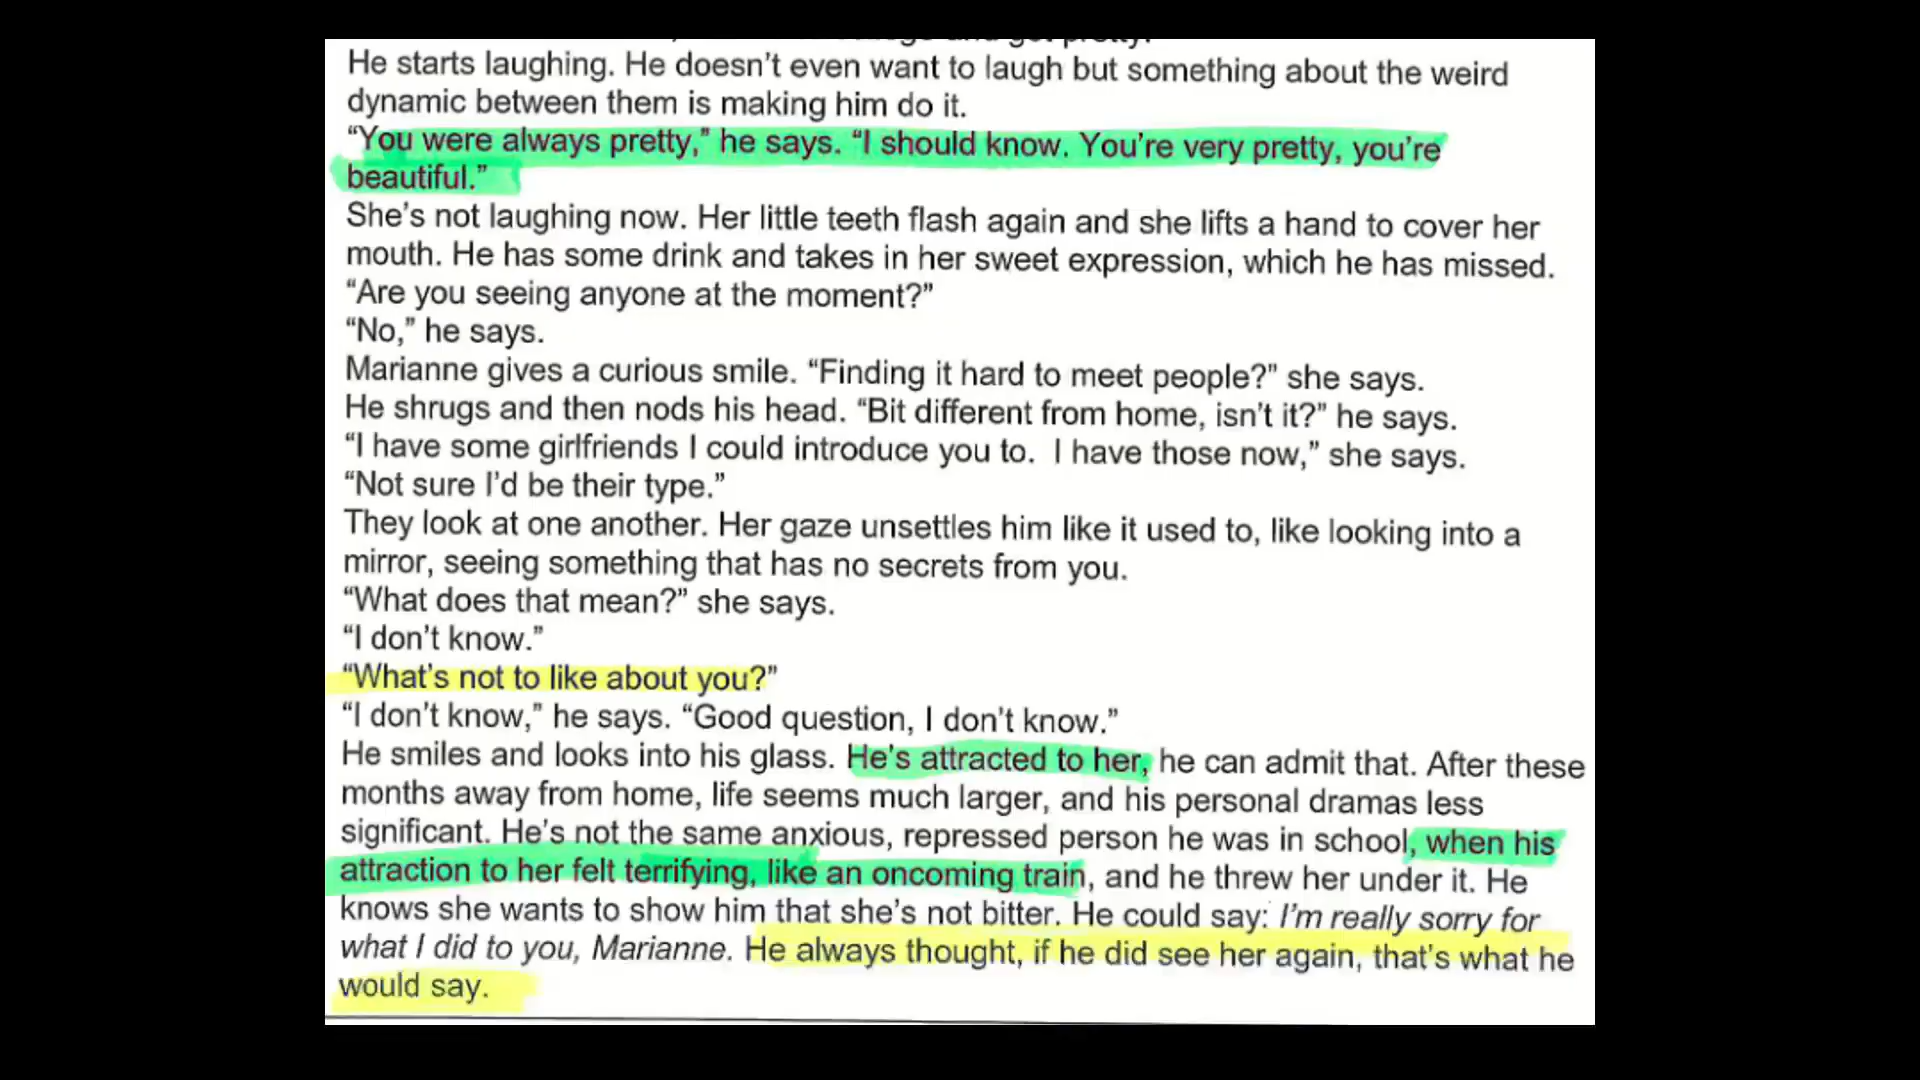 He starts laughing. He doesn’t even want to laugh but something about the weird
dynamic between them is making him do it.
“You were always pretty,” he says. “I should know. You’re very pretty, you’re
beautiful.”
She’s not laughing now. Her little teeth flash again and she lifts a hand to cover her
mouth. He has some drink and takes in her sweet expression, which he has missed.
“Are you seeing anyone at the moment?”
“No,” he says.
Marianne gives a curious smile. “Finding it hard to meet people?” she says.
He shrugs and then nods his head. “Bit different from home, isn’t it?” he says.
“I have some girlfriends I could introduce you to.  I have those now,” she says.
“Not sure I’d be their type.”
They look at one another. Her gaze unsettles him like it used to, like looking into a
mirror, seeing something that has no secrets from you.
“What does that mean?” she says.
“I don’t know.”
“What’s not to like about you?”
“I don’t know,” he says. “Good question, I don’t know.”
He smiles and looks into his glass. He’s attracted to her, he can admit that. After these
months away from home, life seems much larger, and his personal dramas less
significant. He’s not the same anxious, repressed person he was in school, when his
attraction to her felt terrifying, like an oncoming train, and he threw her under it. He
knows she wants to show him that she’s not bitter. He could say: I’m really sorry for
what I did to you, Marianne. He always thought, if he did see her again, that’s what he
would say.